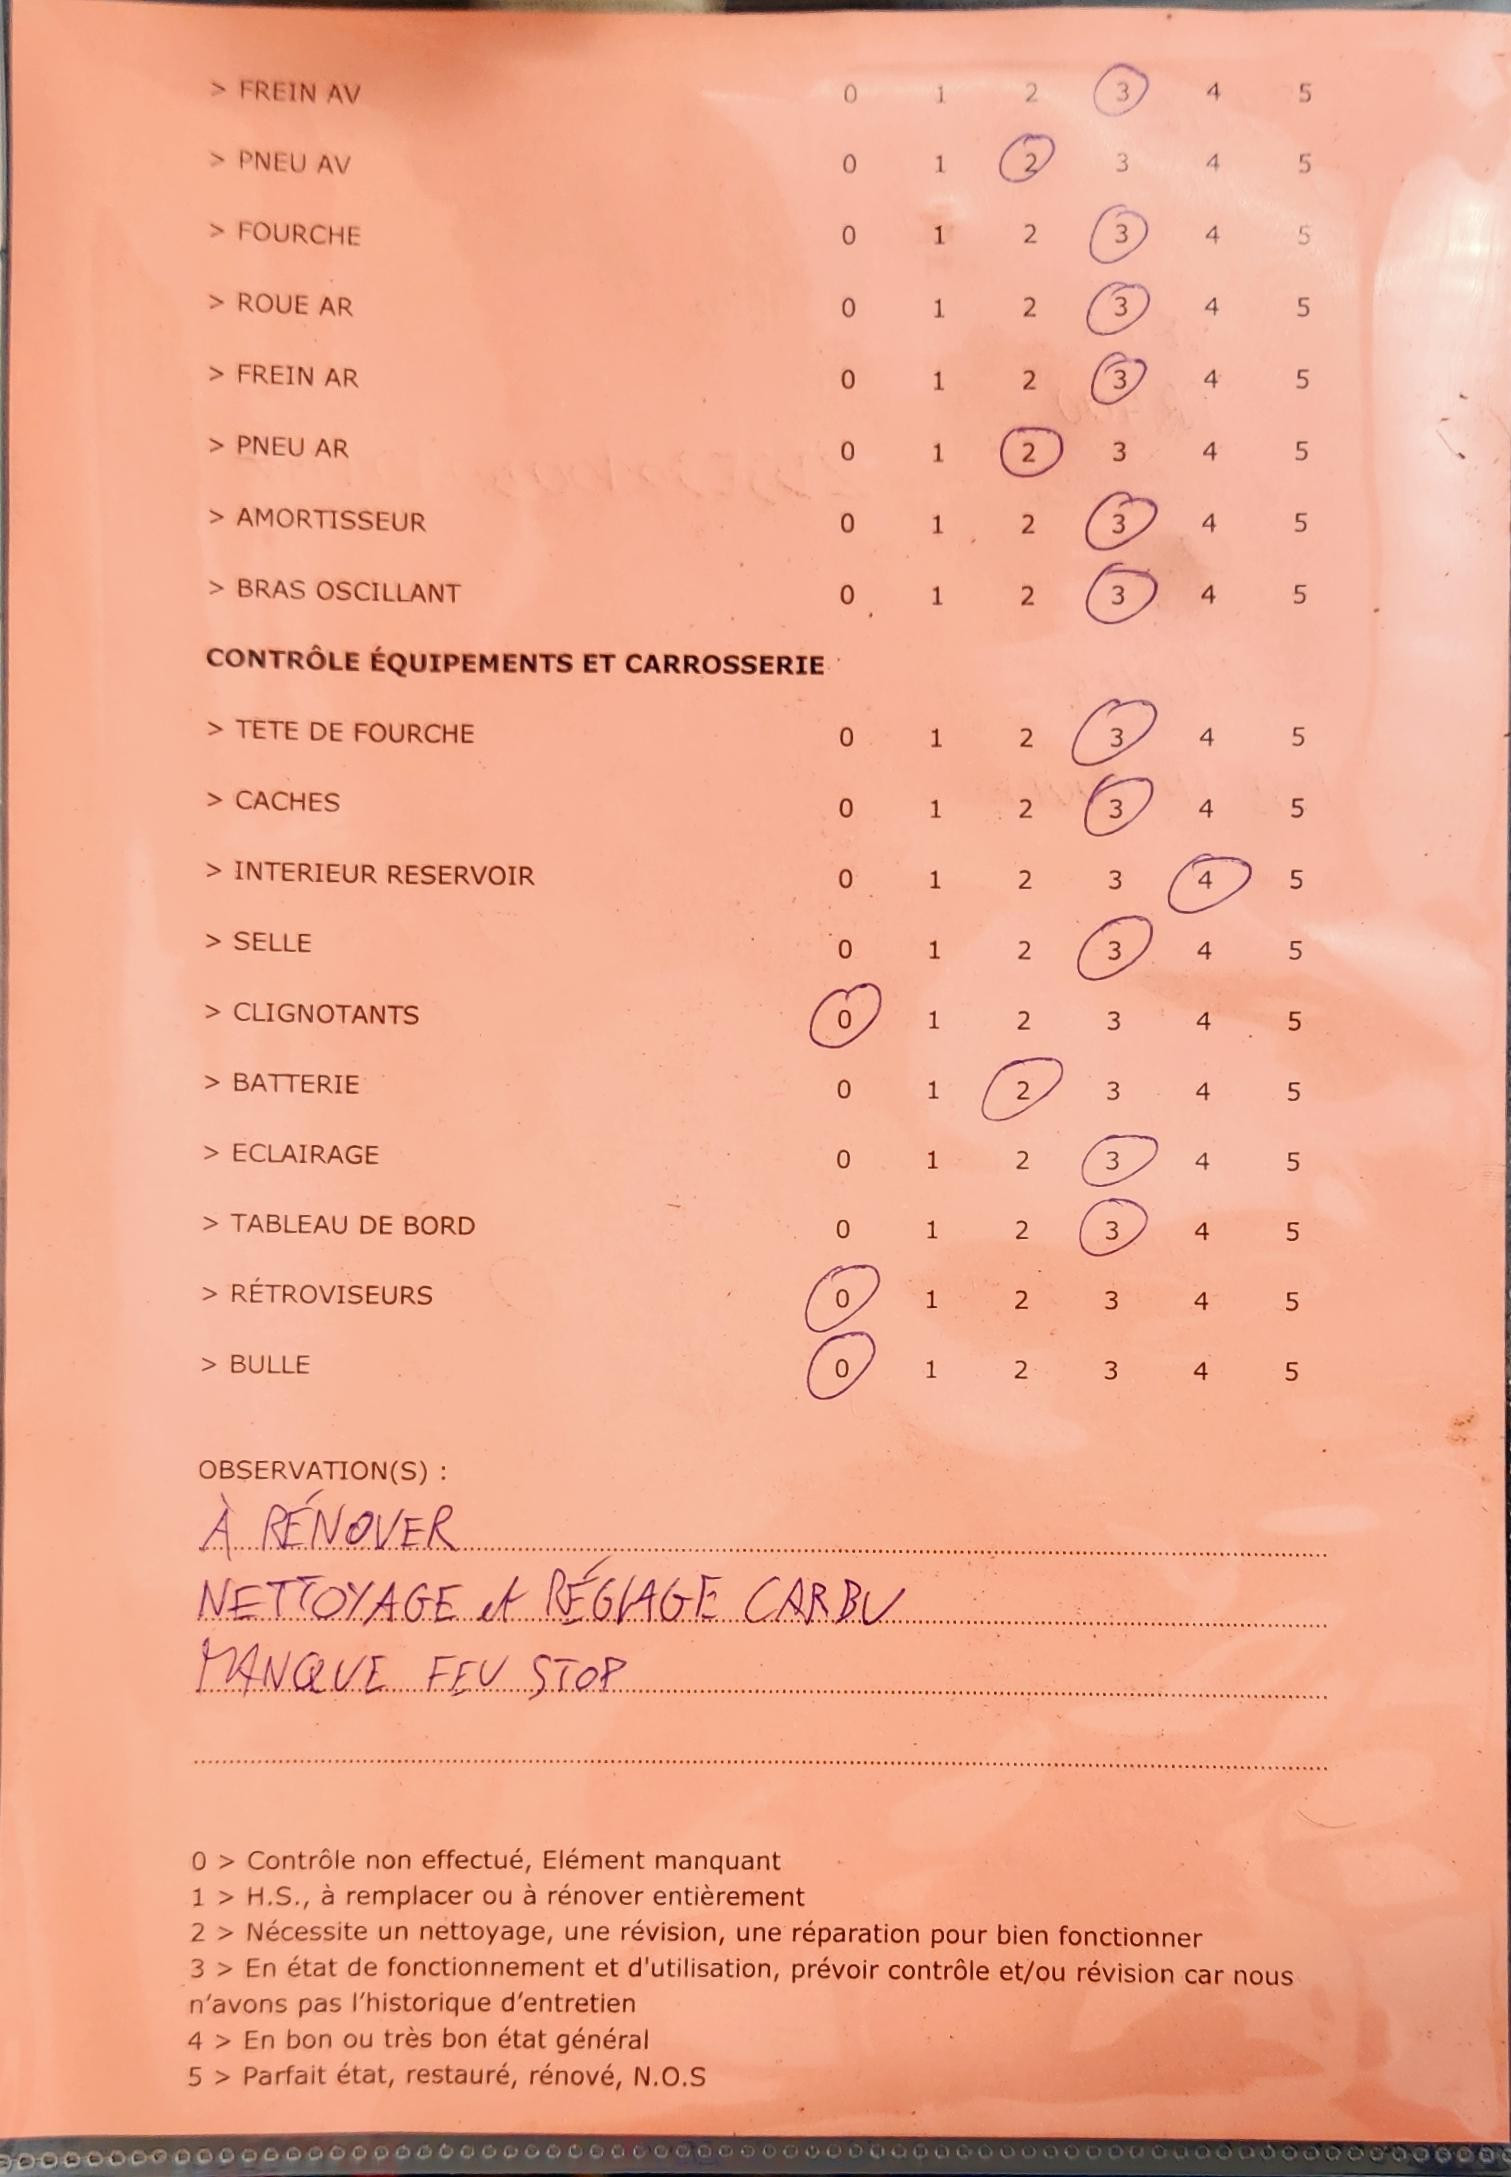 > FREIN AV 0 1 2 3 4 5
> PNEU AV 0 1 2 3 4 5
> FOURCHE 0 1 2 3 4 5
> ROUE AR 0 1 2 3 4 5
> FREIN AR 0 1 2 3 4 5
> PNEU AR 0 1 2 3 4 5
> AMORTISSEUR 0 1 2 3 4 5
> BRAS OSCILLANT 0 1 2 3 4 5
CONTRÔLE ÉQUIPEMENTS ET CARROSSERIE
> TETE DE FOURCHE 0 1 2 3 4 5
> CACHES 0 1 2 3 4 5
> INTERIEUR RESERVOIR 0 1 2 3 4 5
> SELLE 0 1 2 3 4 5
> CLIGNOTANTS 0 1 2 3 4 5
> BATTERIE 0 1 2 3 4 5
> ECLAIRAGE 0 1 2 3 4 5
> TABLEAU DE BORD 0 1 2 3 4 5
> RÉTROVISEURS 0 1 2 3 4 5
> BULLE 0 1 2 3 4 5
OBSERVATION(S) :
À RÉNOVER
NETTOYAGE et RÉGLAGE CARBU
MANQUE FEU STOP
0 > Contrôle non effectué, Elément manquant
1 > H.S., à remplacer ou à rénover entièrement
2 > Nécessite un nettoyage, une révision, une réparation pour bien fonctionner
3 > En état de fonctionnement et d'utilisation, prévoir contrôle et/ou révision car nous
n'avons pas l'historique d'entretien
4 > En bon ou très bon état général
5 > Parfait état, restauré, rénové, N.O.S